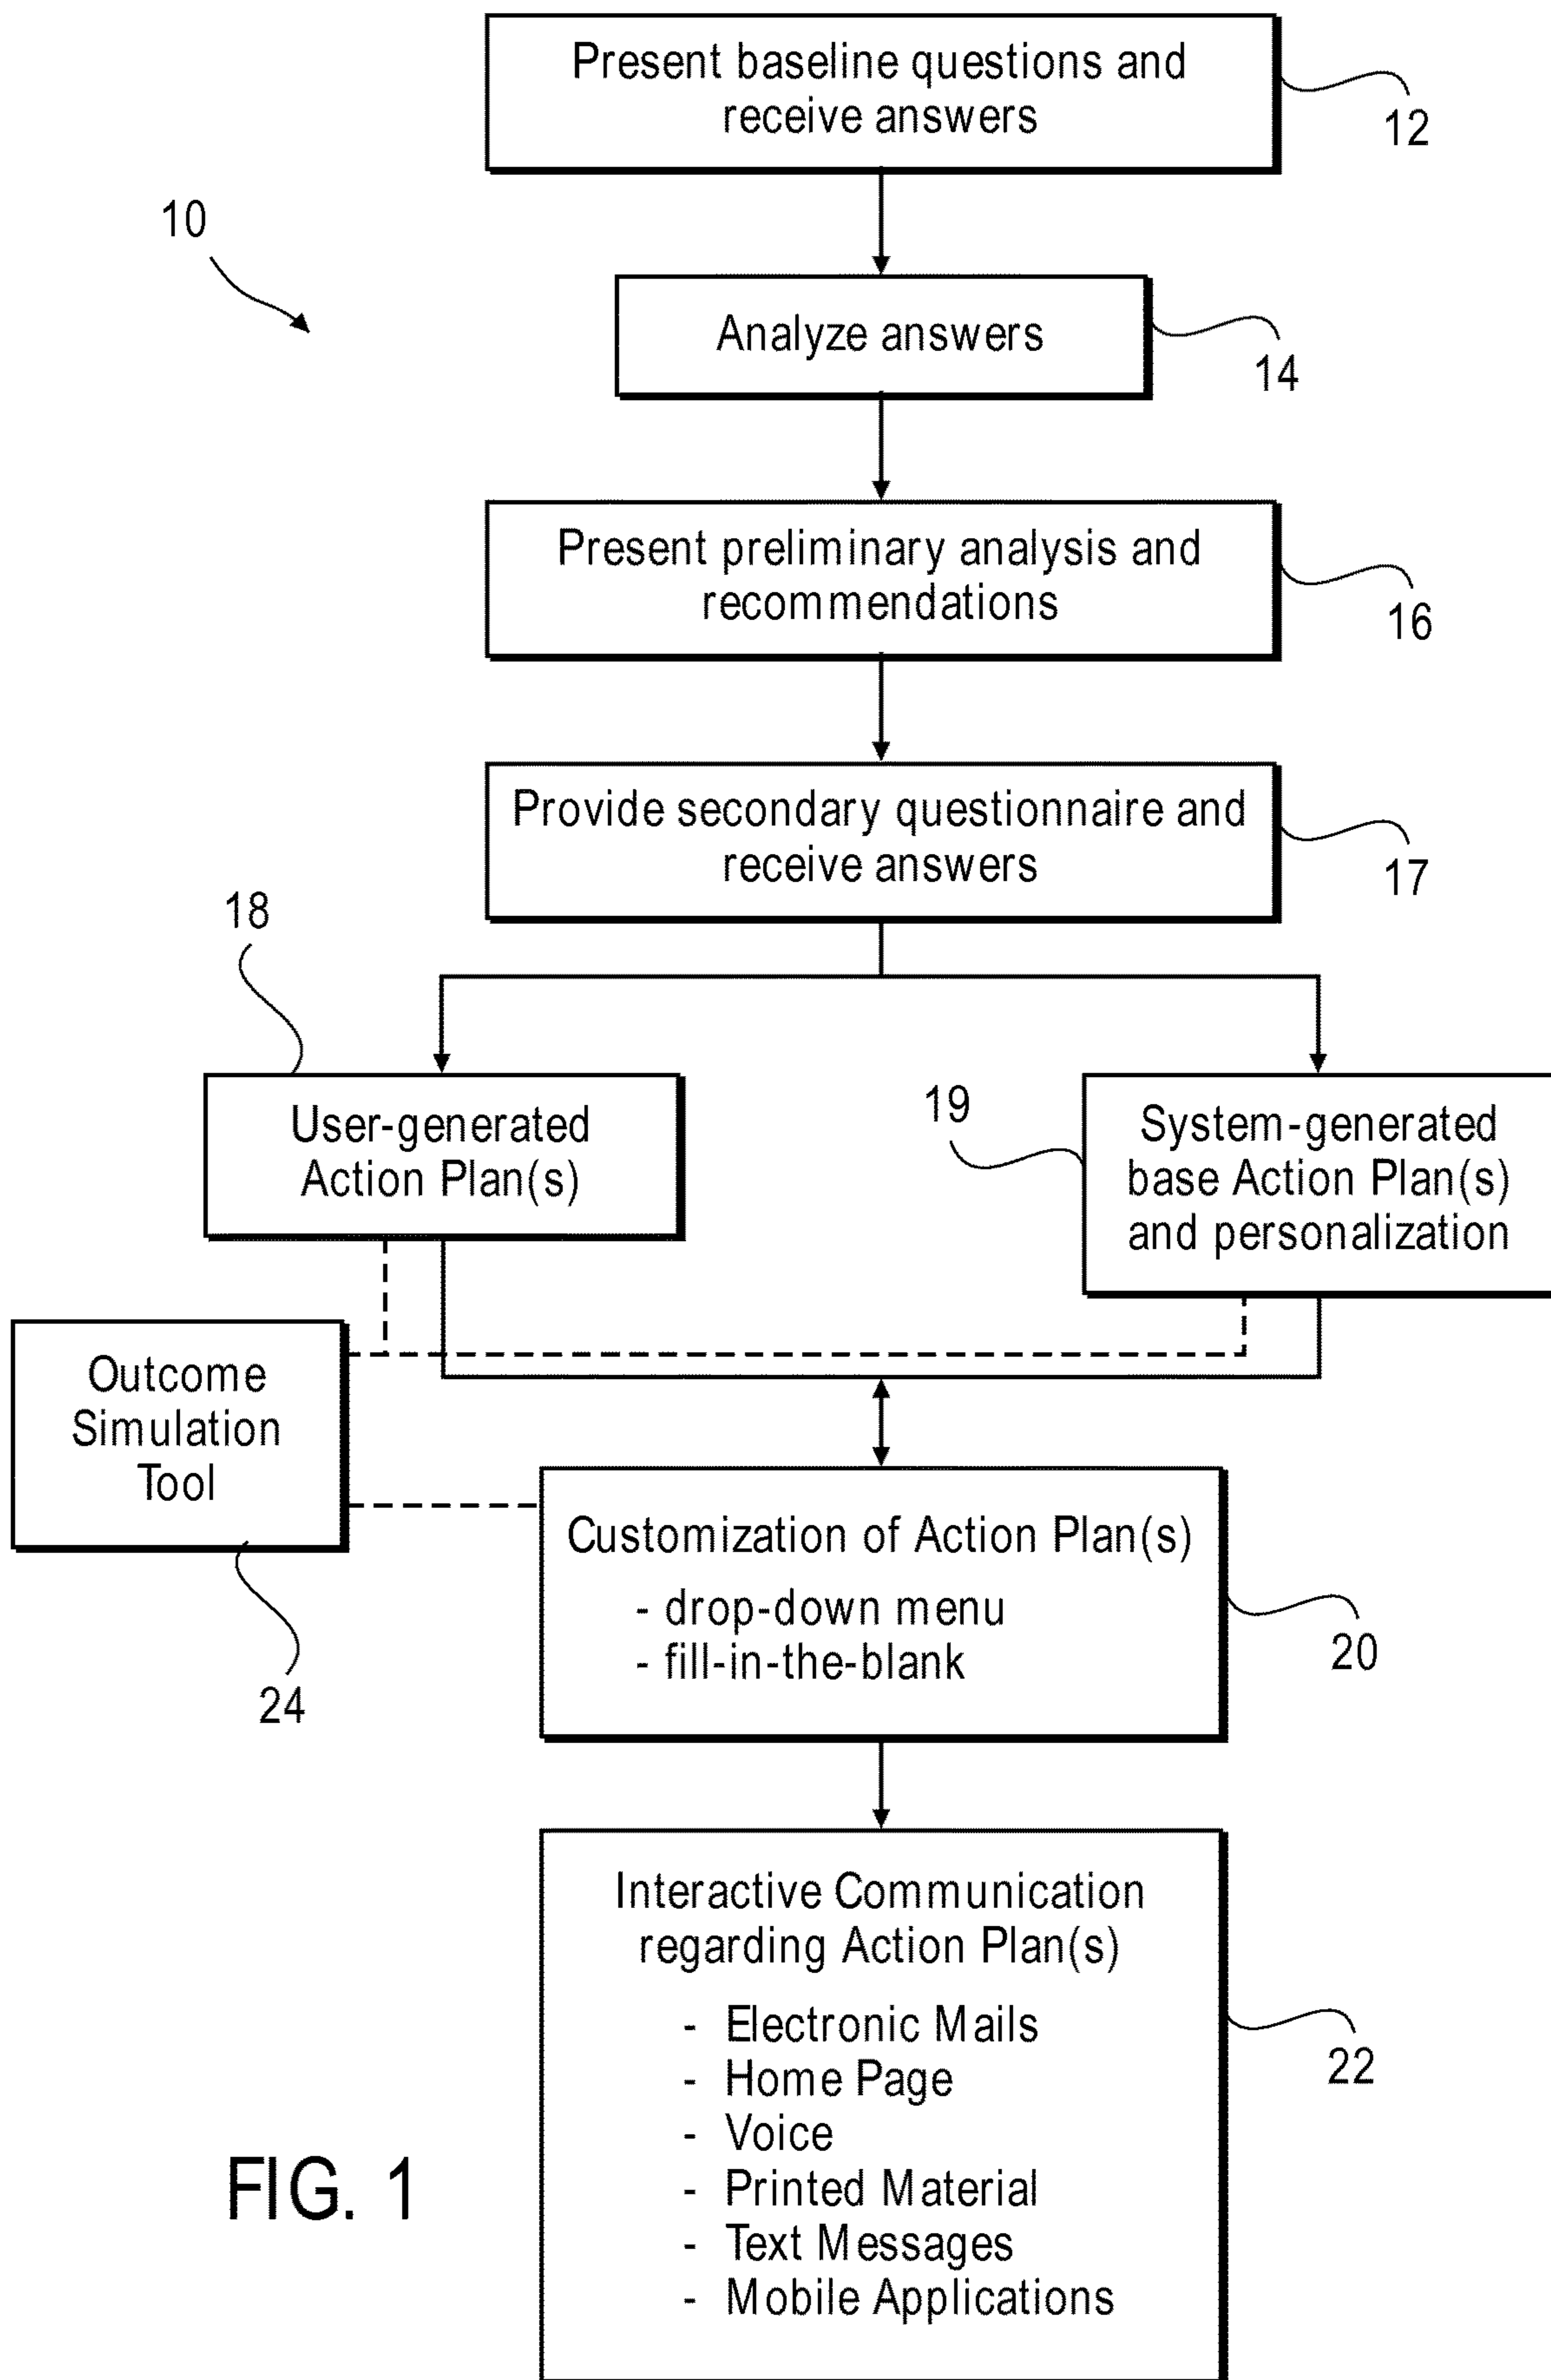 Present baseline questions and
receive answers
12
10
Analyze answers
14
Present preliminary analysis and
recommendations
16
Provide secondary questionnaire and
receive answers
17
18
User-generated
Action Plan(s)
19
System-generated
base Action Plan(s)
and personalization
Outcome
Simulation
Tool
24
Customization of Action Plan(s)
- drop-down menu
- fill-in-the-blank
20
Interactive Communication
regarding Action Plan(s)
- Electronic Mails
- Home Page
- Voice
- Printed Material
- Text Messages
- Mobile Applications
22
FIG. 1